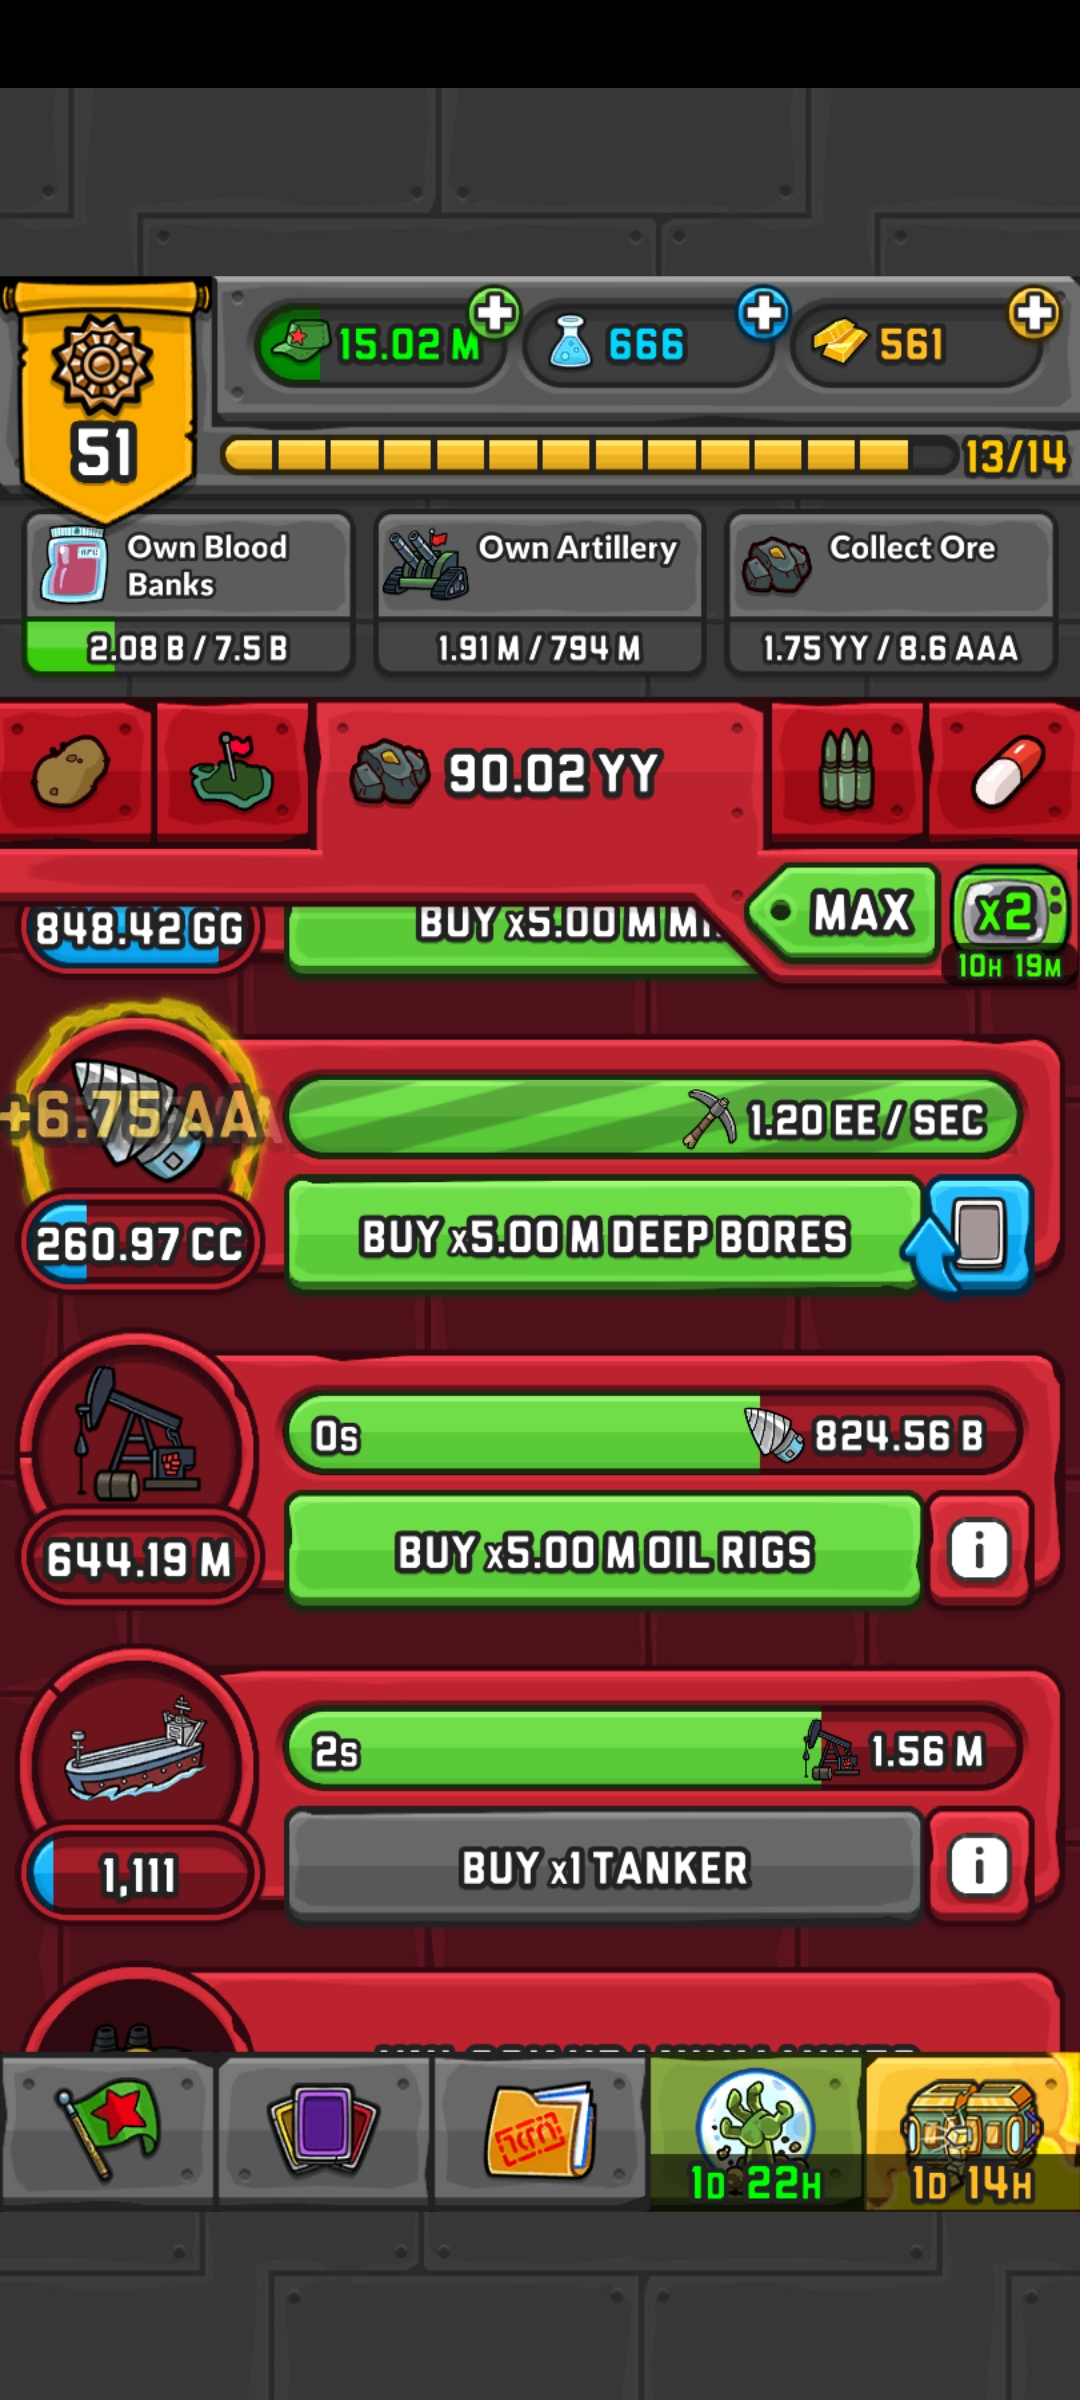 15.02 M
666
561
51
13/14
Own Blood
Banks
2.08 B / 7.5 B
Own Artillery
1.91 M / 794 M
Collect Ore
1.75 YY / 8.6 AAA
90.02 YY
MAX
x2
10H 19M
848.42 GG
BUY x5.00 M
+6.75 AA
1.20 EE / SEC
260.97 CC
BUY x5.00 M DEEP BORES
0s
824.56 B
644.19 M
BUY x5.00 M OIL RIGS
i
2s
1.56 M
1,111
BUY x1 TANKER
i
1D 22H
1D 14H